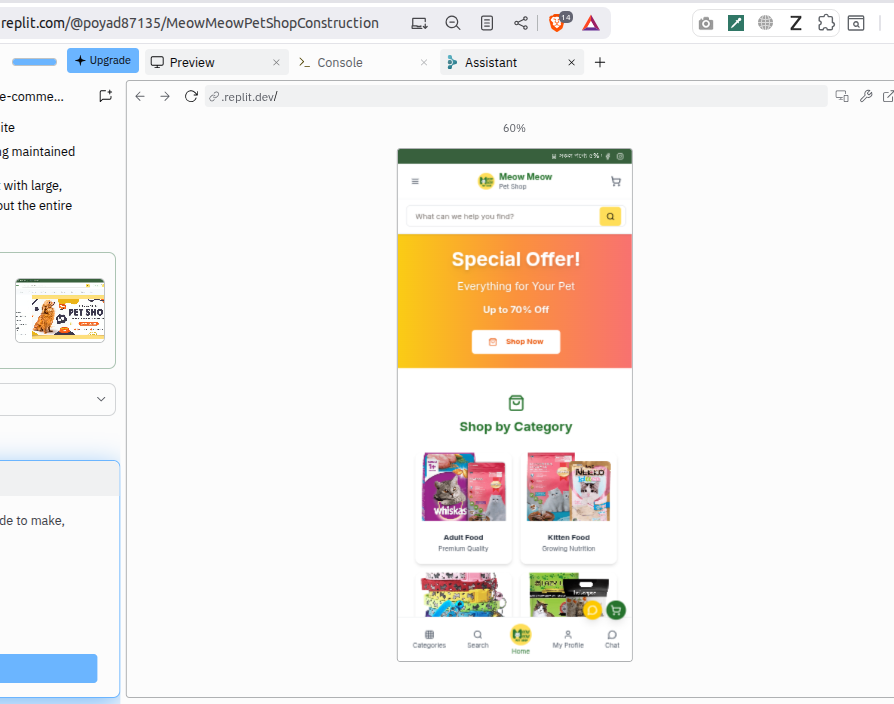 replit.com/@poyad87135/MeowMeowPetShopConstruction
14
Z
Upgrade
Preview
Console
Assistant
e-comme...
.replit.dev/
ite
ng maintained
t with large,
out the entire
PET SHO
de to make,
60%
Meow Meow
Pet Shop
What can we help you find?
Special Offer!
Everything for Your Pet
Up to 70% Off
Shop Now
Shop by Category
whiskas
NEEKO
Adult Food
Premium Quality
Kitten Food
Growing Nutrition
Categories
Search
Home
My Profile
Chat